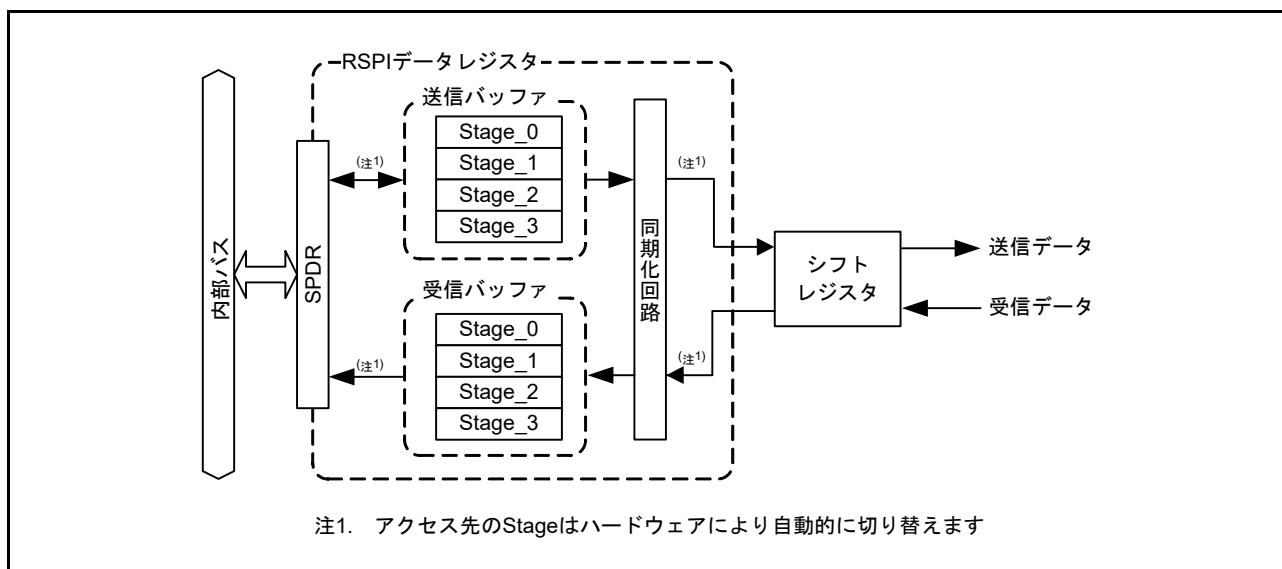 RSPIデータレジスタ
送信バッファ
Stage_0
Stage_1
Stage_2
Stage_3
(注1)
(注1)
内部バス
SPDR
同期化回路
シフト
レジスタ
送信データ
受信データ
受信バッファ
Stage_0
Stage_1
Stage_2
Stage_3
(注1)
(注1)
注1. アクセス先のStageはハードウェアにより自動的に切り替えます